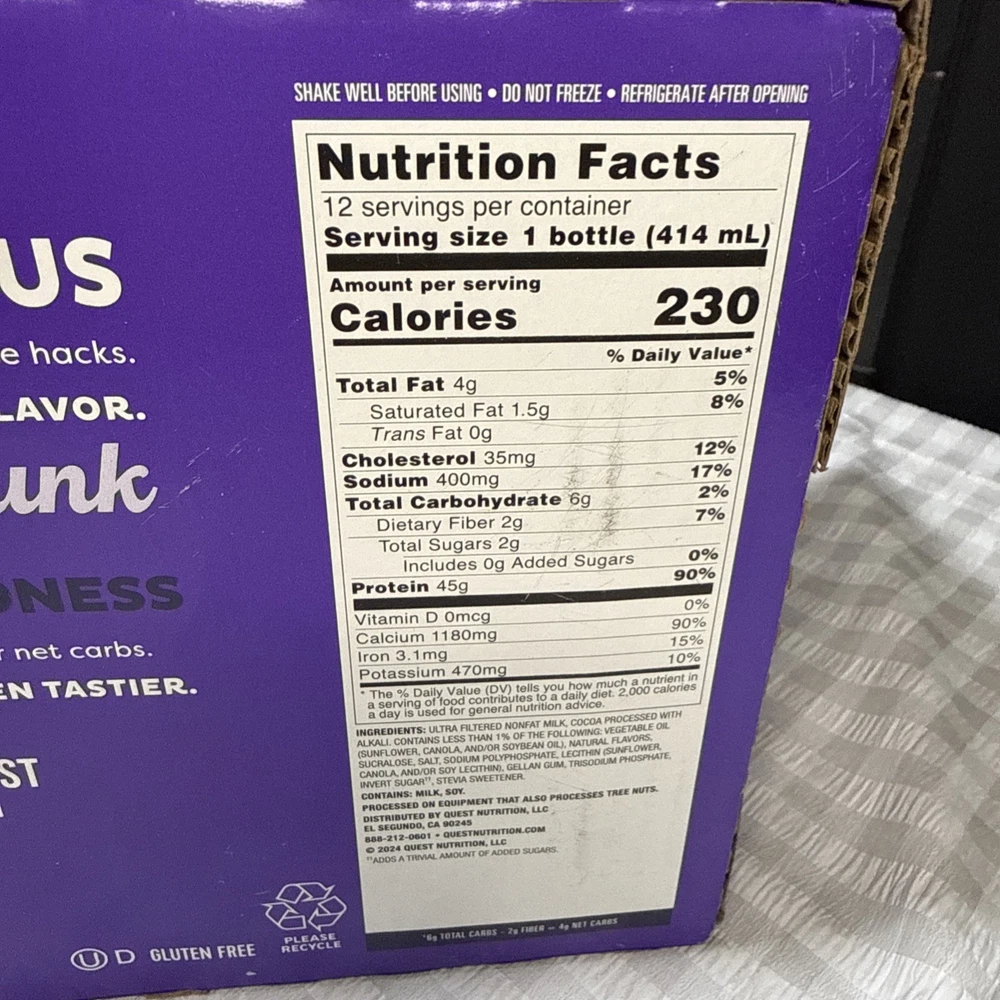 SHAKE WELL BEFORE USING • DO NOT FREEZE • REFRIGERATE AFTER OPENING
Nutrition Facts
12 servings per container
Serving size 1 bottle (414 mL)
Amount per serving
Calories 230
% Daily Value*
Total Fat 4g 5%
Saturated Fat 1.5g 8%
Trans Fat 0g
Cholesterol 35mg 12%
Sodium 400mg 17%
Total Carbohydrate 6g 2%
Dietary Fiber 2g 7%
Total Sugars 2g
Includes 0g Added Sugars 0%
Protein 45g 90%
Vitamin D 0mcg 0%
Calcium 1180mg 90%
Iron 3.1mg 15%
Potassium 470mg 10%
* The % Daily Value (DV) tells you how much a nutrient in
a serving of food contributes to a daily diet. 2,000 calories
a day is used for general nutrition advice.
INGREDIENTS: ULTRA FILTERED NONFAT MILK, COCOA PROCESSED WITH
ALKALI. CONTAINS LESS THAN 1% OF THE FOLLOWING: VEGETABLE OIL
(SUNFLOWER, CANOLA, AND/OR SOYBEAN OIL), NATURAL FLAVORS,
SUCRALOSE, SALT, SODIUM POLYPHOSPHATE, LECITHIN (SUNFLOWER,
CANOLA, AND/OR SOY LECITHIN), GELLAN GUM, TRISODIUM PHOSPHATE,
INVERT SUGAR††, STEVIA SWEETENER.
CONTAINS: MILK, SOY.
PROCESSED ON EQUIPMENT THAT ALSO PROCESSES TREE NUTS.
DISTRIBUTED BY QUEST NUTRITION, LLC
EL SEGUNDO, CA 90245
888-212-0601 • QUESTNUTRITION.COM
© 2024 QUEST NUTRITION, LLC
††ADDS A TRIVIAL AMOUNT OF ADDED SUGARS.
*6g TOTAL CARBS - 2g FIBER = 4g NET CARBS
US
e hacks.
LAVOR.
unk
ONESS
r net carbs.
EN TASTIER.
ST
PLEASE
RECYCLE
U D GLUTEN FREE